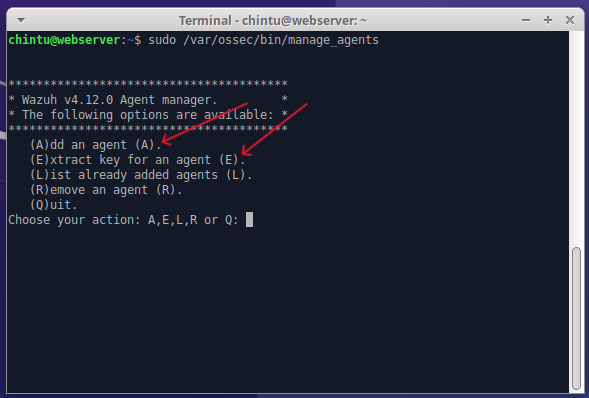 Terminal - chintu@webserver: ~
chintu@webserver:~$ sudo /var/ossec/bin/manage_agents
****************************************
* Wazuh v4.12.0 Agent manager.         *
* The following options are available: *
****************************************
   (A)dd an agent (A).
   (E)xtract key for an agent (E).
   (L)ist already added agents (L).
   (R)emove an agent (R).
   (Q)uit.
Choose your action: A,E,L,R or Q: